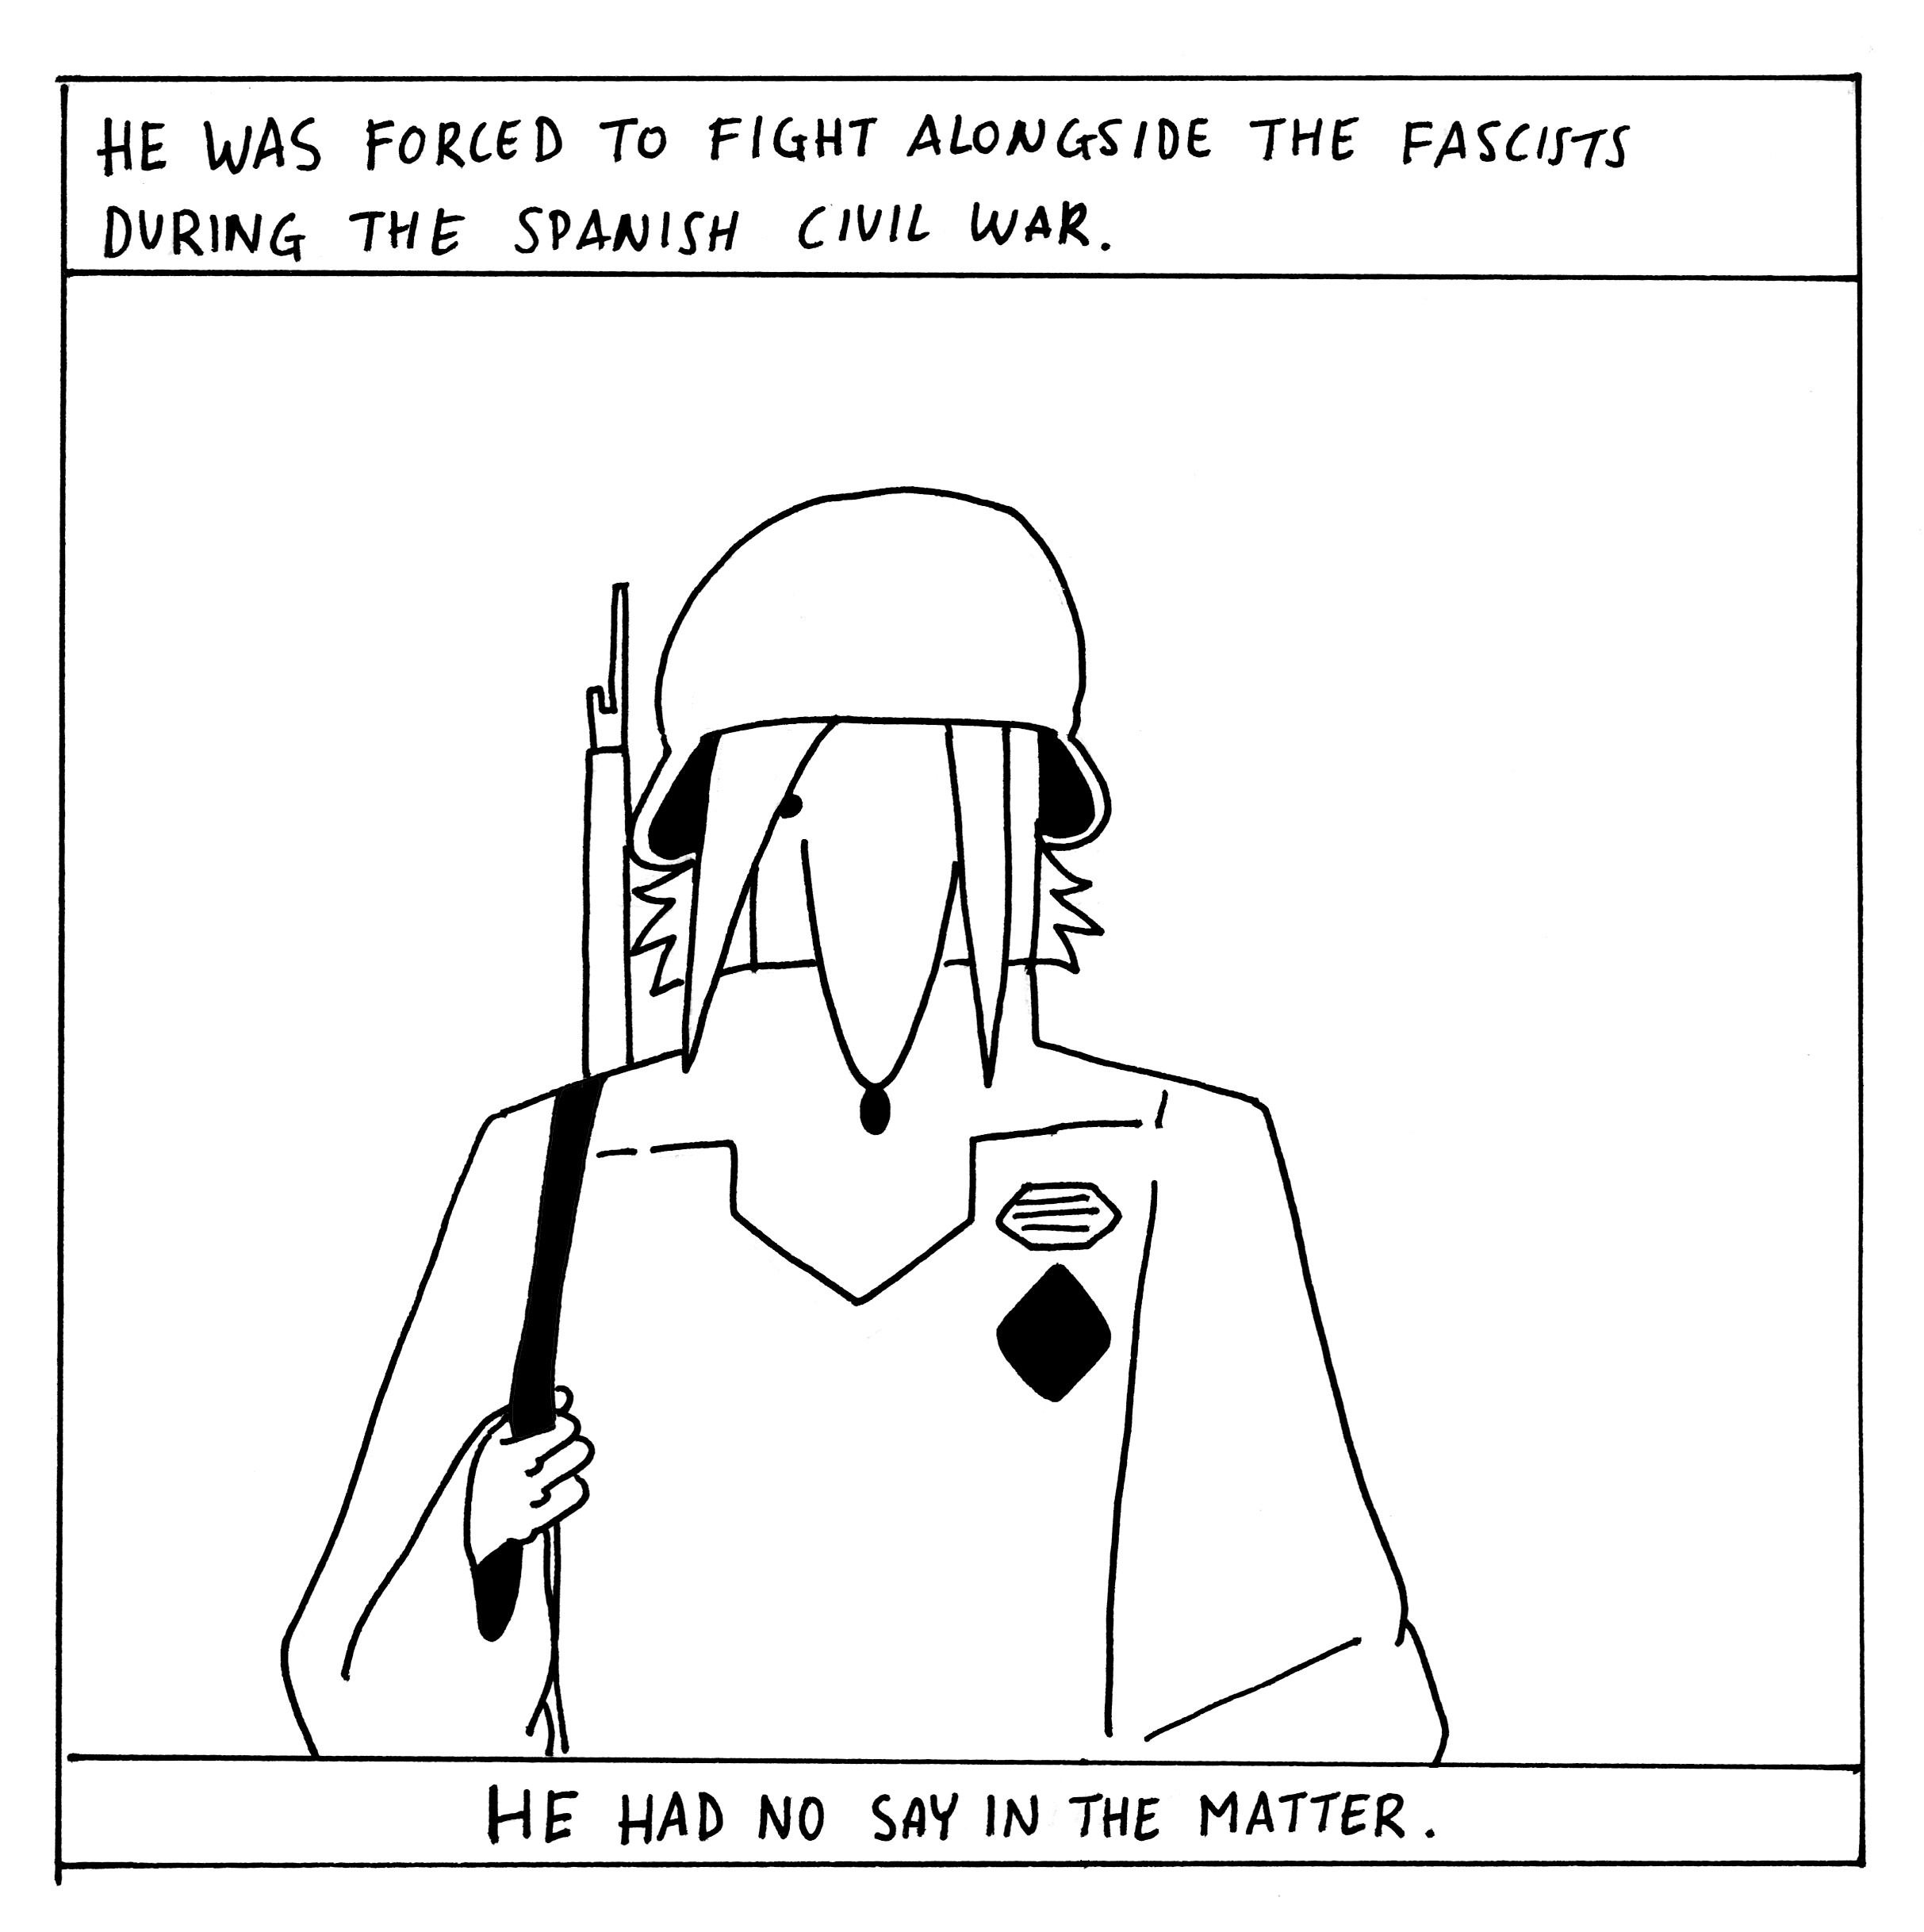 HE WAS FORCED TO FIGHT ALONGSIDE THE FASCISTS
DURING THE SPANISH CIVIL WAR.
HE HAD NO SAY IN THE MATTER.